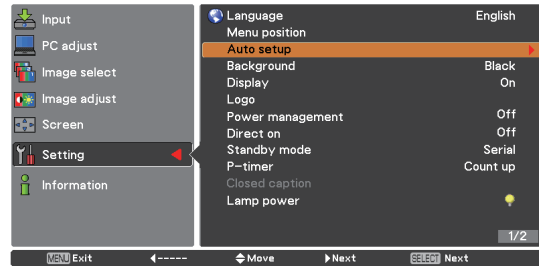 Input
PC adjust
Image select
Image adjust
Screen
Setting
Information
Language English
Menu position
Auto setup
Background Black
Display On
Logo
Power management Off
Direct on Off
Standby mode Serial
P-timer Count up
Closed caption
Lamp power
1/2
MENU Exit ◀----- Move Next SELECT Next